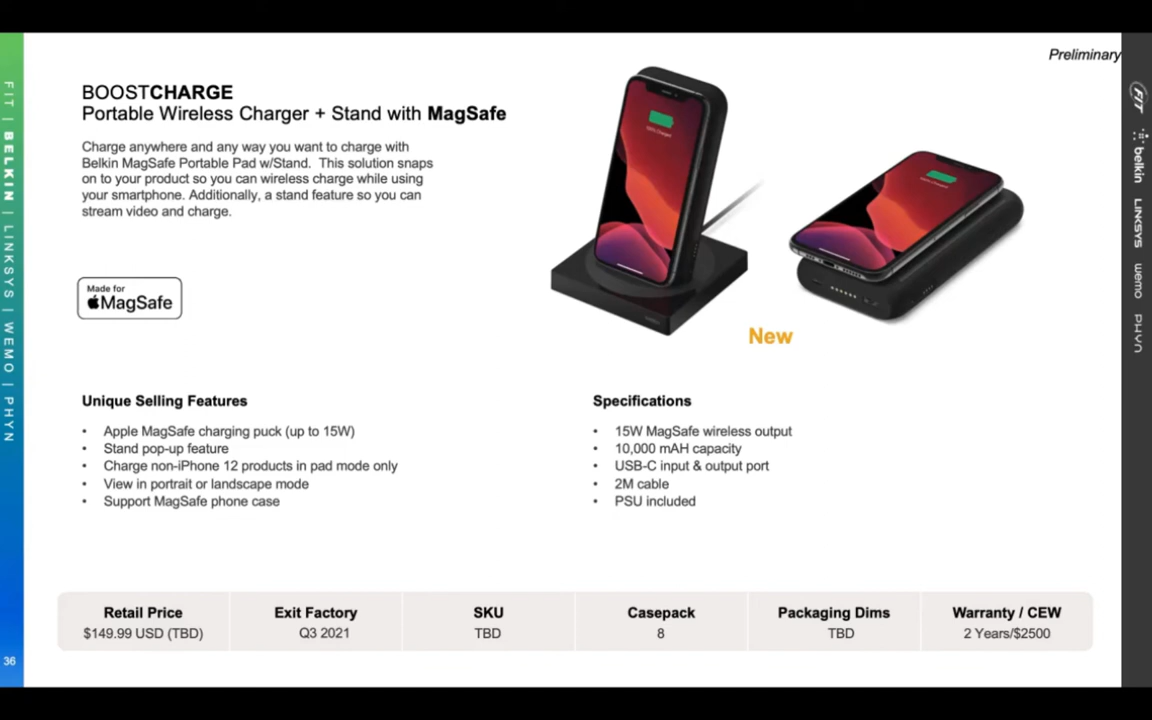 Preliminary
BOOSTCHARGE
Portable Wireless Charger + Stand with MagSafe
Charge anywhere and any way you want to charge with
Belkin MagSafe Portable Pad w/Stand. This solution snaps
on to your product so you can wireless charge while using
your smartphone. Additionally, a stand feature so you can
stream video and charge.
Made for
MagSafe
New
Unique Selling Features
• Apple MagSafe charging puck (up to 15W)
• Stand pop-up feature
• Charge non-iPhone 12 products in pad mode only
• View in portrait or landscape mode
• Support MagSafe phone case
Specifications
• 15W MagSafe wireless output
• 10,000 mAH capacity
• USB-C input & output port
• 2M cable
• PSU included
Retail Price
$149.99 USD (TBD)
Exit Factory
Q3 2021
SKU
TBD
Casepack
8
Packaging Dims
TBD
Warranty / CEW
2 Years/$2500
FIT | BELKIN | LINKSYS | WEMO | PHYN
36
FIT
belkin
LINKSYS
wemo
PHYN